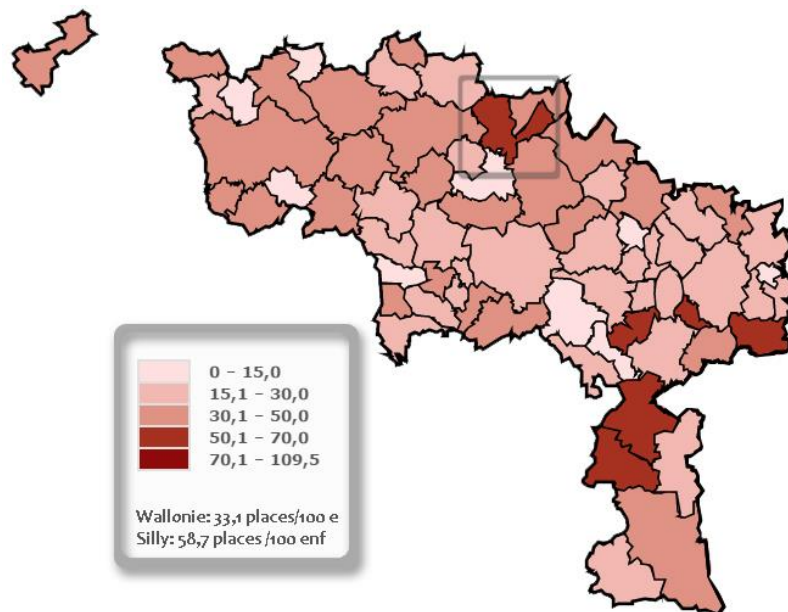 0 – 15,0
15,1 – 30,0
30,1 – 50,0
50,1 – 70,0
70,1 – 109,5
Wallonie: 33,1 places/100 e
Silly: 58,7 places /100 enf